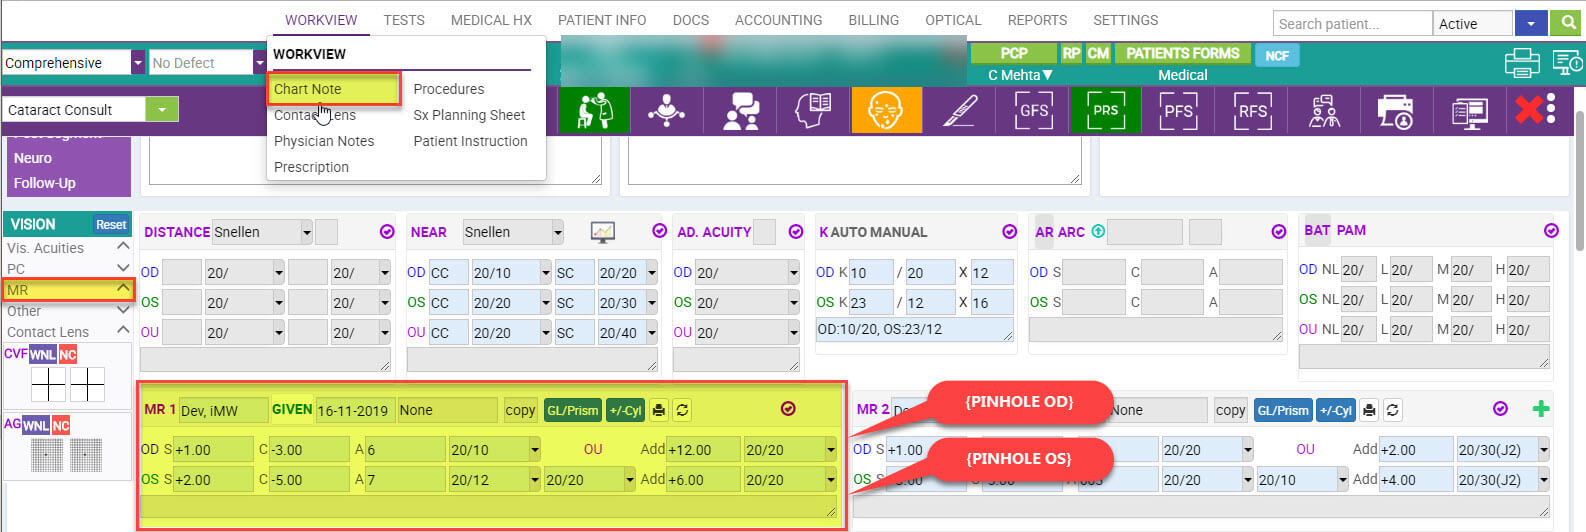 WORKVIEW TESTS MEDICAL HX PATIENT INFO DOCS ACCOUNTING BILLING OPTICAL REPORTS SETTINGS Search patient... Active
WORKVIEW
Chart Note Procedures
Contact Lens Sx Planning Sheet
Physician Notes Patient Instruction
Prescription
Comprehensive No Defect PCP RP CM PATIENTS FORMS NCF
C Mehta▼ Medical
Cataract Consult GFS PRS PFS RFS
Neuro
Follow-Up
VISION Reset
Vis. Acuities
PC
MR
Other
Contact Lens
CVF WNL NC
AG WNL NC
DISTANCE Snellen
OD 20/ 20/
OS 20/ 20/
OU 20/ 20/
NEAR Snellen
OD CC 20/10 SC 20/20
OS CC 20/20 SC 20/30
OU CC 20/20 SC 20/40
AD. ACUITY
OD 20/
OS 20/
OU 20/
K AUTO MANUAL
OD K 10 / 20 X 12
OS K 23 / 12 X 16
OD:10/20, OS:23/12
AR ARC
OD S C A
OS S C A
BAT PAM
OD NL 20/ L 20/ M 20/ H 20/
OS NL 20/ L 20/ M 20/ H 20/
OU NL 20/ L 20/ M 20/ H 20/
MR 1 Dev, iMW GIVEN 16-11-2019 None copy GL/Prism +/-Cyl
OD S +1.00 C -3.00 A 6 20/10 OU Add +12.00 20/20
OS S +2.00 C -5.00 A 7 20/12 20/20 Add +6.00 20/20
{PINHOLE OD}
{PINHOLE OS}
MR 2 None copy GL/Prism +/-Cyl
OD S +1.00 20/20 OU Add +2.00 20/30(J2)
OS S 20/20 20/10 Add +4.00 20/30(J2)